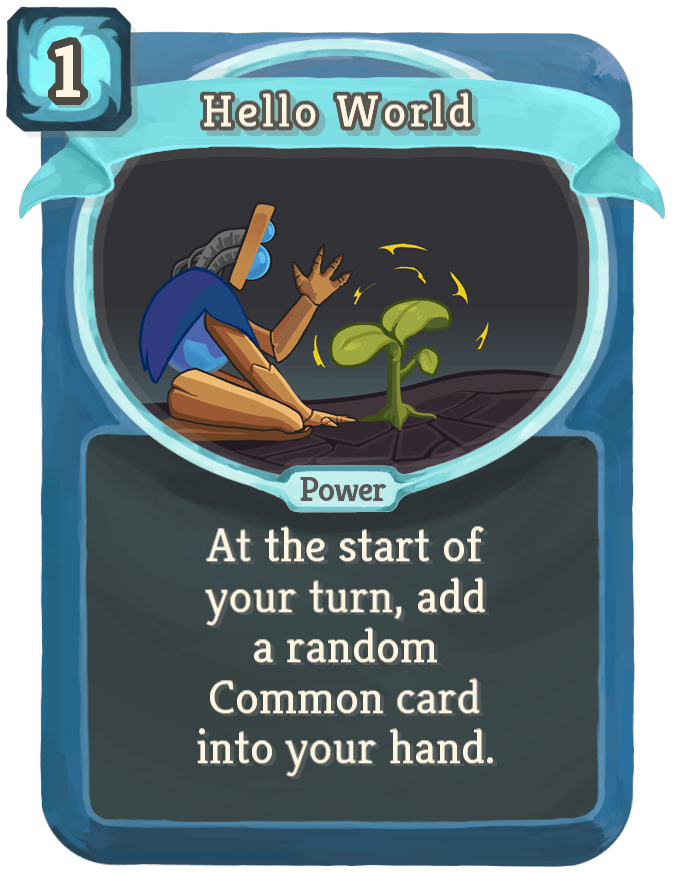 1
Hello World
Power
At the start of
your turn, add
a random
Common card
into your hand.